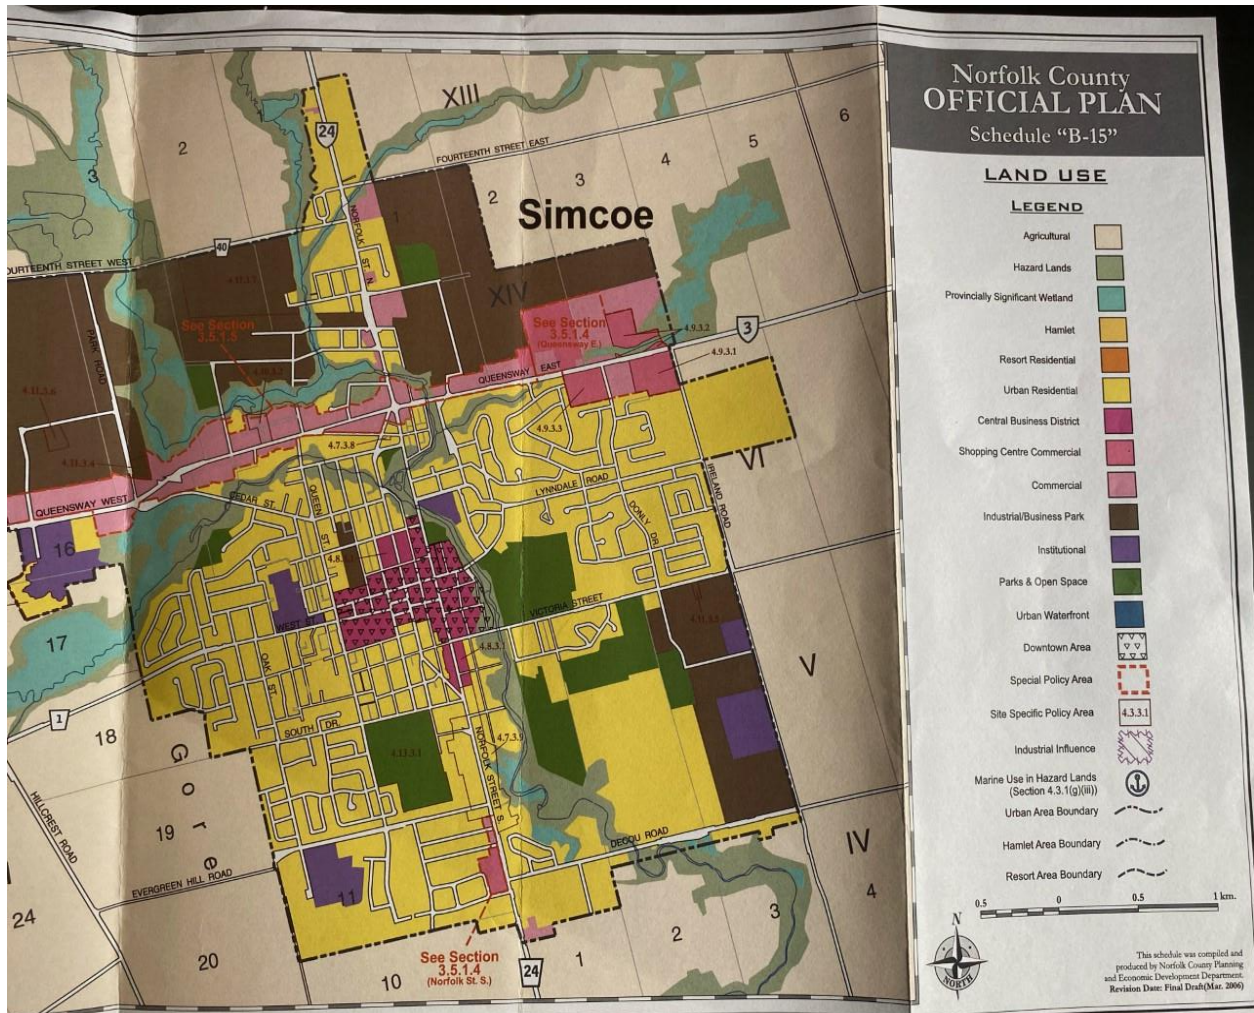 Norfolk County
OFFICIAL PLAN
Schedule "B-15"
LAND USE
LEGEND
Agricultural
Hazard Lands
Provincially Significant Wetland
Hamlet
Resort Residential
Urban Residential
Central Business District
Shopping Centre Commercial
Commercial
Industrial/Business Park
Institutional
Parks & Open Space
Urban Waterfront
Downtown Area
Special Policy Area
Site Specific Policy Area
4.3.3.1
Industrial Influence
Marine Use in Hazard Lands
(Section 4.3.1(g)(iii))
Urban Area Boundary
Hamlet Area Boundary
Resort Area Boundary
0.5 0 0.5 1 km.
N
NORTH
This schedule was compiled and
produced by Norfolk County Planning
and Economic Development Department.
Revision Date: Final Draft(Mar. 2006)
Simcoe
XIII
24
2
1
3
FOURTEENTH STREET EAST
2
3
4
5
6
NORFOLK ST. N.
1
40
FOURTEENTH STREET WEST
PARK ROAD
XIV
See Section
3.5.1.5
See Section
3.5.1.4
(Queensway E.)
4.9.3.2
3
4.9.3.1
QUEENSWAY EAST
4.11.3.6
4.11.3.4
4.7.3.8
4.9.3.3
QUEENSWAY WEST
CEDAR ST.
QUEEN ST.
LYNNDALE ROAD
DONLY DR.
IRELAND ROAD
VI
16
17
WEST ST.
VICTORIA STREET
OAK ST.
V
1
18
SOUTH DR.
4.13.3.1
NORFOLK STREET S.
Gore
HILLCREST ROAD
19
DECOU ROAD
IV
4
EVERGREEN HILL ROAD
11
24
20
10
See Section
3.5.1.4
(Norfolk St. S.)
24
1
2
3